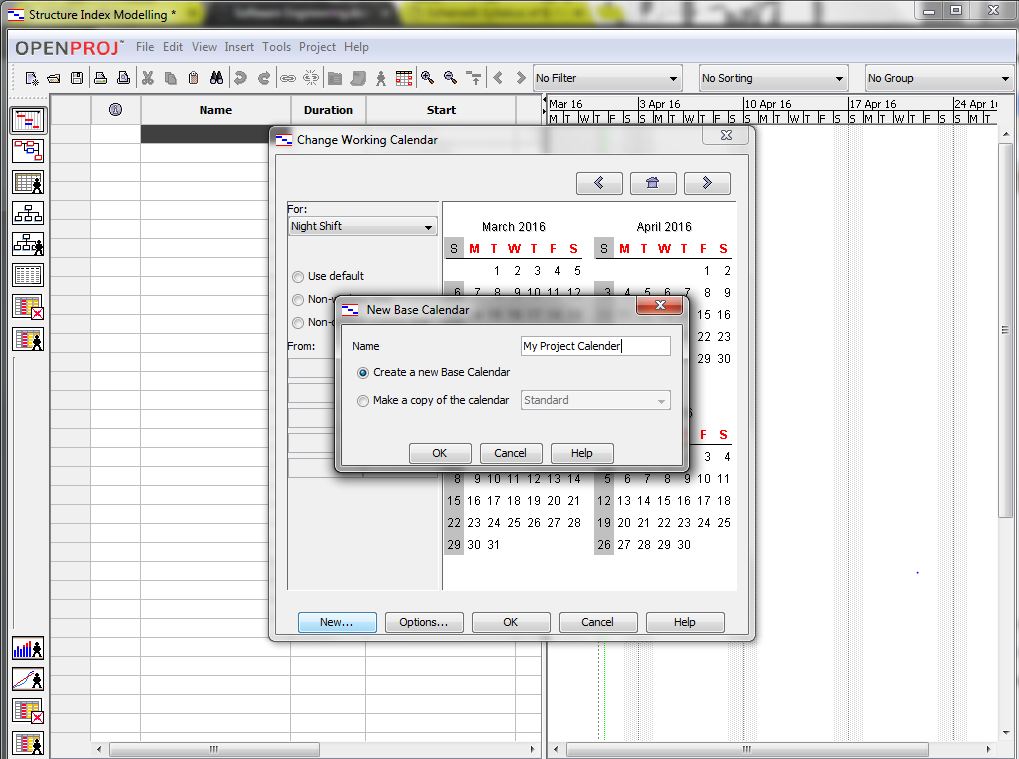 Structure Index Modelling *
OPENPROJ File Edit View Insert Tools Project Help
No Filter No Sorting No Group
Name Duration Start
Mar 16 3 Apr 16 10 Apr 16 17 Apr 16 24 Apr 1
M T W T F S S M T W T F S S M T W T F S S M T W T F S S M T
Change Working Calendar
For:
Night Shift
Use default
From:
March 2016 April 2016
S M T W T F S S M T W T F S
1 2 3 4 5 1 2
6 7 8 9 10 11 12 3 4 5 6 7 8 9
15 16
22 23
29 30
New Base Calendar
Name My Project Calender
Create a new Base Calendar
Make a copy of the calendar Standard
OK Cancel Help
F S
3 4
8 9 10 11 12 13 14 5 6 7 8 9 10 11
15 16 17 18 19 20 21 12 13 14 15 16 17 18
22 23 24 25 26 27 28 19 20 21 22 23 24 25
29 30 31 26 27 28 29 30
New... Options... OK Cancel Help